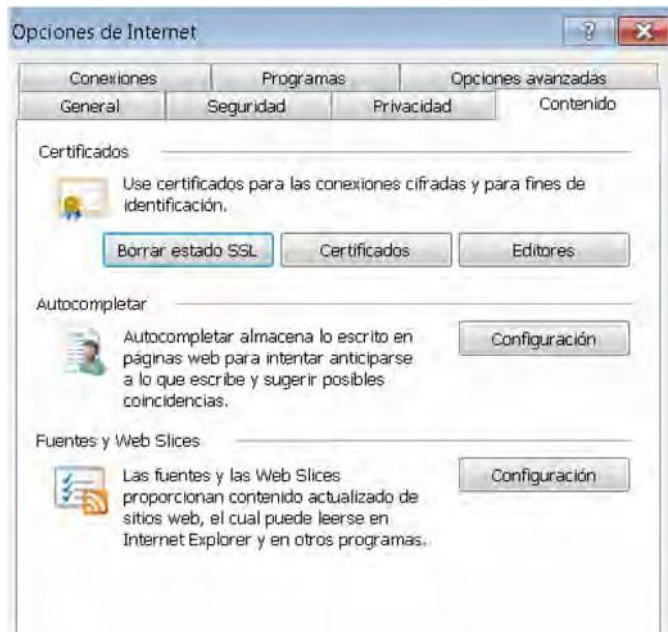 Opciones de Internet
Conexiones Programas Opciones avanzadas
General Seguridad Privacidad Contenido
Certificados
Use certificados para las conexiones cifradas y para fines de
identificación.
Borrar estado SSL Certificados Editores
Autocompletar
Autocompletar almacena lo escrito en
páginas web para intentar anticiparse
a lo que escribe y sugerir posibles
coincidencias.
Configuración
Fuentes y Web Slices
Las fuentes y las Web Slices
proporcionan contenido actualizado de
sitios web, el cual puede leerse en
Internet Explorer y en otros programas.
Configuración